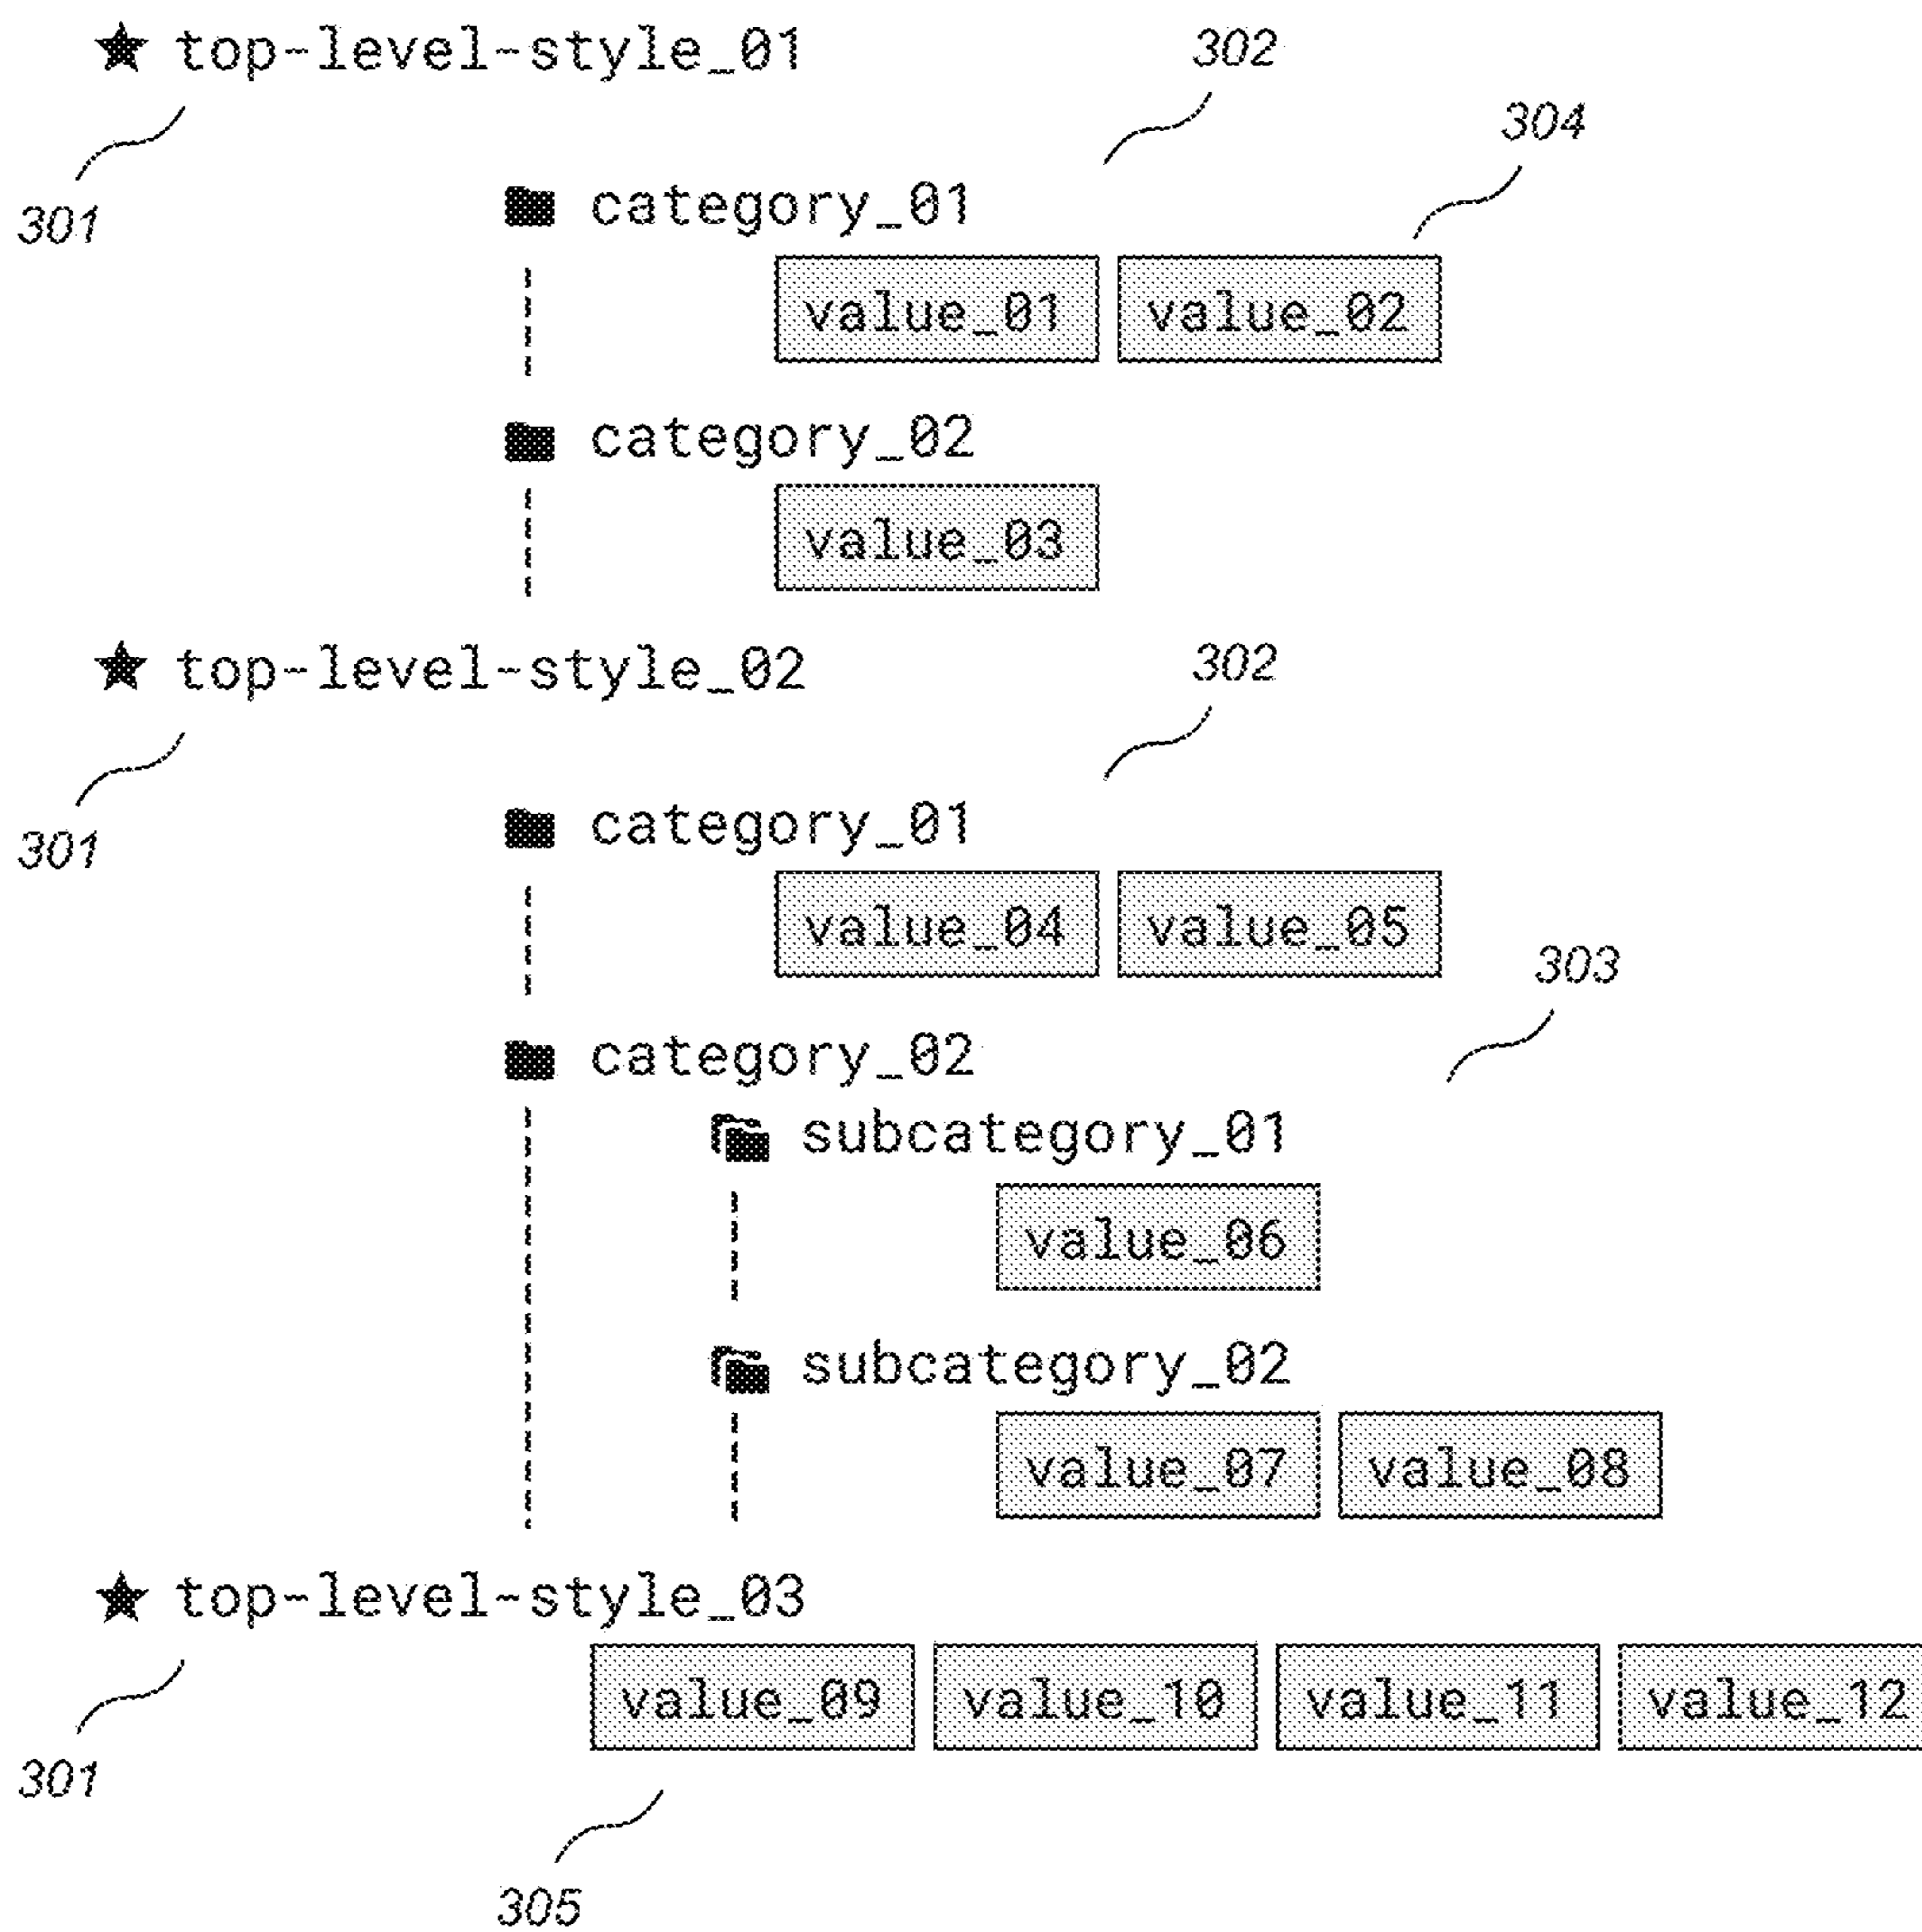 ★ top-level-style_01
302
304
301
category_01
value_01 value_02
category_02
value_03
top-level-style_02
302
301
category_01
value_04 value_05
303
category_02
subcategory_01
value_06
subcategory_02
value_07 value_08
top-level-style_03
value_09 value_10 value_11 value_12
301
305